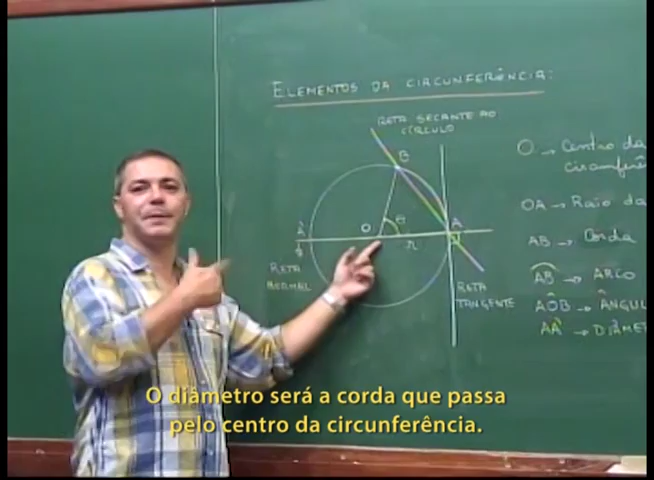 ELEMENTOS DA CIRCUNFERÊNCIA:
RETA SECANTE AO
CÍRCULO
B
O → Centro da
circunferê
OA → Raio da
A' O θ A
r
AB → Corda
RETA
NORMAL
RETA
TANGENTE
AB → ARCO
AÔB → ÂNGUL
AA' → DIÂME
O diâmetro será a corda que passa
pelo centro da circunferência.